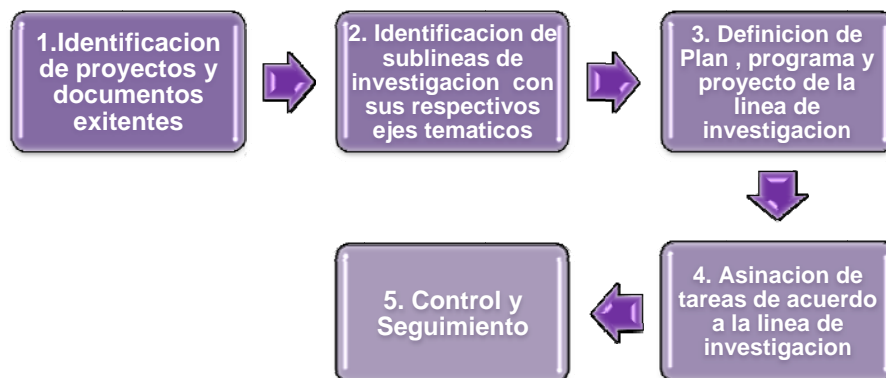 1.Identificacion
de proyectos y
documentos
exitentes
2. Identificacion de
sublineas de
investigacion con
sus respectivos
ejes tematicos
3. Definicion de
Plan , programa y
proyecto de la
linea de
investigacion
4. Asinacion de
tareas de acuerdo
a la linea de
investigacion
5. Control y
Seguimiento